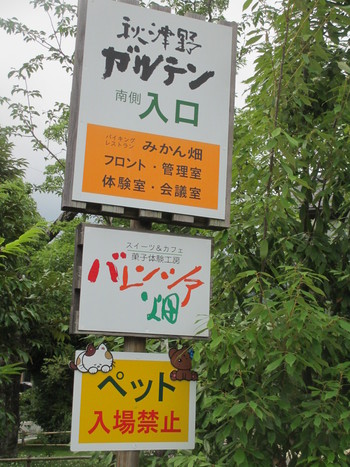 秋津野
ガルテン
南側 入口
バイキング
レストラン みかん畑
フロント・管理室
体験室・会議室
スイーツ&カフェ
菓子体験工房
バレンシア
畑
ペット
入場禁止